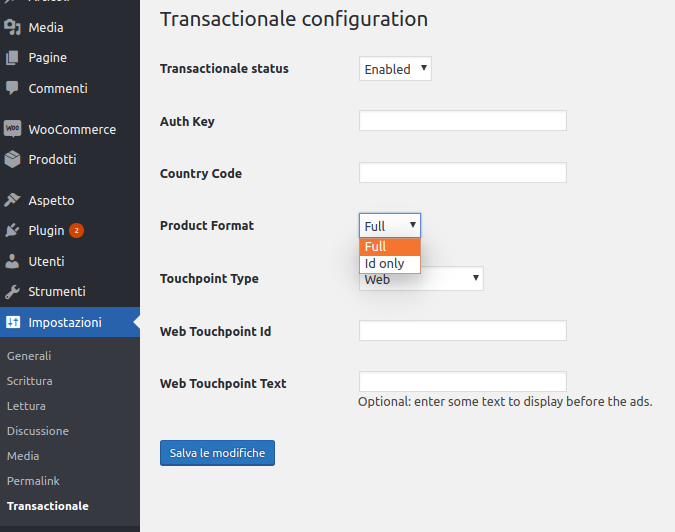 Articoli
Media
Pagine
Commenti
WOO
WooCommerce
Prodotti
Aspetto
Plugin 2
Utenti
Strumenti
Impostazioni
Generali
Scrittura
Lettura
Discussione
Media
Permalink
Transactionale
Transactionale configuration
Transactionale status Enabled
Auth Key
Country Code
Product Format Full
Full
Id only
Touchpoint Type Web
Web Touchpoint Id
Web Touchpoint Text
Optional: enter some text to display before the ads.
Salva le modifiche